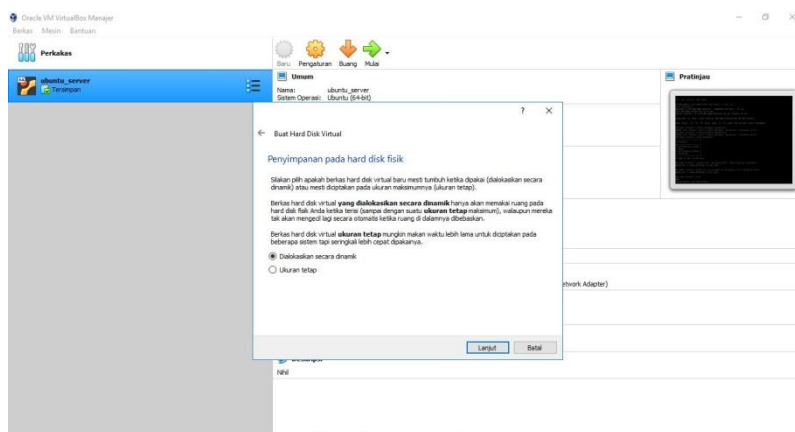 Oracle VM VirtualBox Manajer
Berkas Mesin Bantuan
Perkakas
Baru Pengaturan Buang Mulai
ubuntu_server
Tersimpan
Umum
Nama: ubuntu_server
Sistem Operasi: Ubuntu (64-bit)
Pratinjau
Buat Hard Disk Virtual
Penyimpanan pada hard disk fisik
Silakan pilh apakah berkas hard disk virtual baru mesti tumbuh ketika dipakai (dialokasikan secara
dinamik) atau mesti diciptakan pada ukuran maksimumnya (ukuran tetap).
Berkas hard disk virtual yang dialokasikan secara dinamik hanya akan memakai ruang pada
hard disk fisik Anda ketika terisi (sampai dengan suatu ukuran tetap maksimum), walaupun mereka
tak akan mengecil lagi secara otomatis ketika ruang di dalamnya dibebaskan.
Berkas hard disk virtual ukuran tetap mungkin makan waktu lebih lama untuk diciptakan pada
beberapa sistem tapi seringkali lebih cepat dipakainya.
Dialokasikan secara dinamik
Ukuran tetap
etwork Adapter)
Lanjut Batal
Nihil